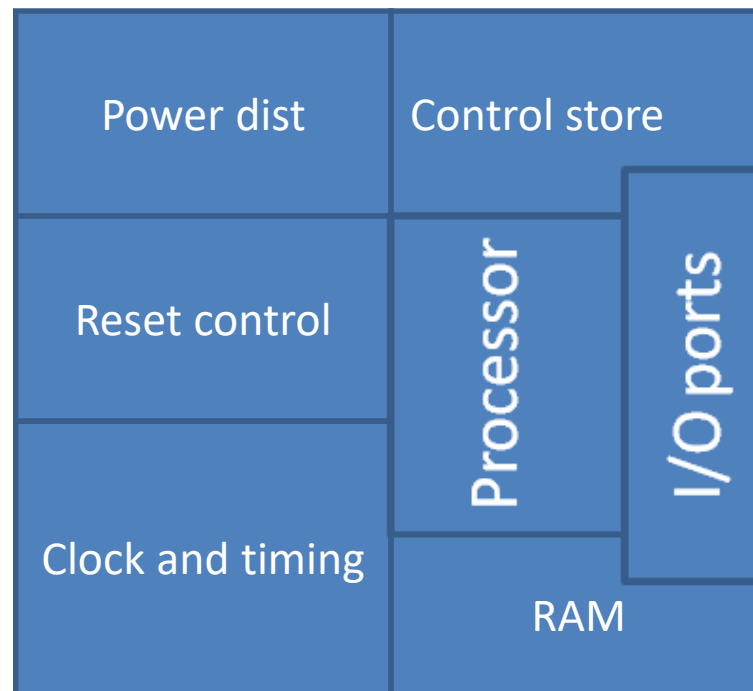 Power dist
Control store
Reset control
Processor
I/O ports
Clock and timing
RAM